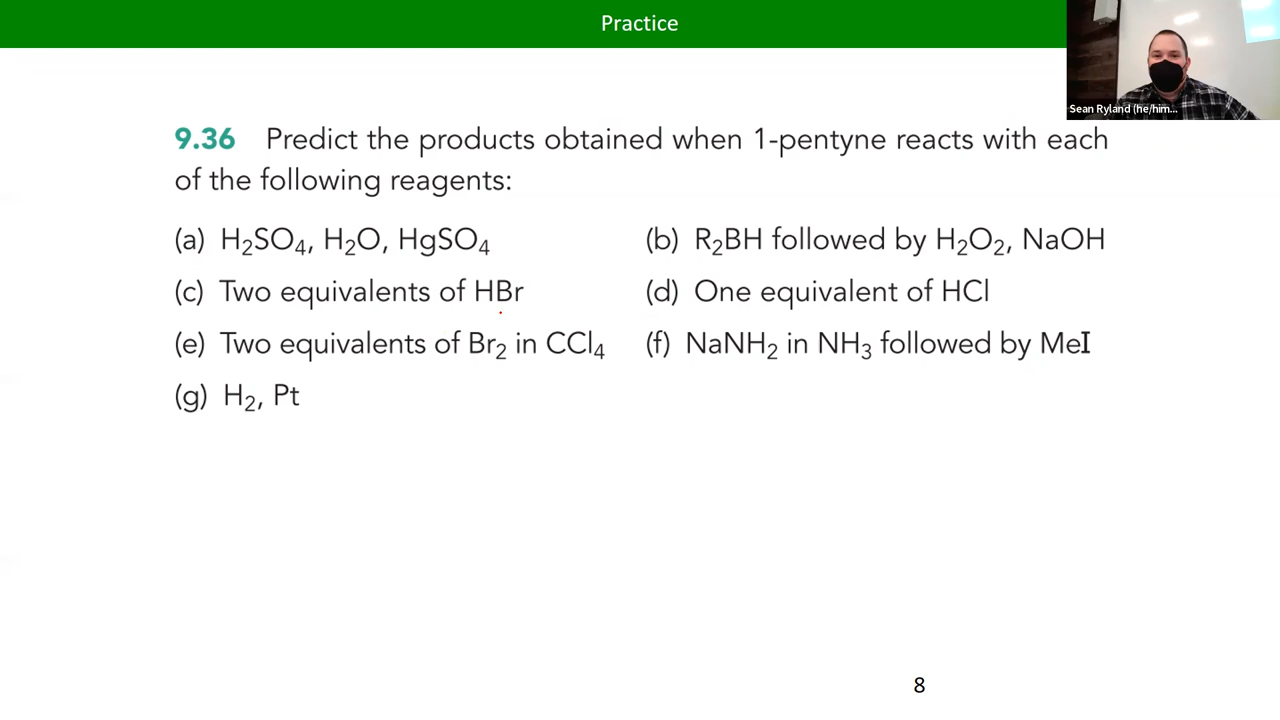 Practice
Sean Ryland (he/him...
9.36 Predict the products obtained when 1-pentyne reacts with each
of the following reagents:
(a) H₂SO₄, H₂O, HgSO₄
(b) R₂BH followed by H₂O₂, NaOH
(c) Two equivalents of HBr
(d) One equivalent of HCl
(e) Two equivalents of Br₂ in CCl₄
(f) NaNH₂ in NH₃ followed by MeI
(g) H₂, Pt
8